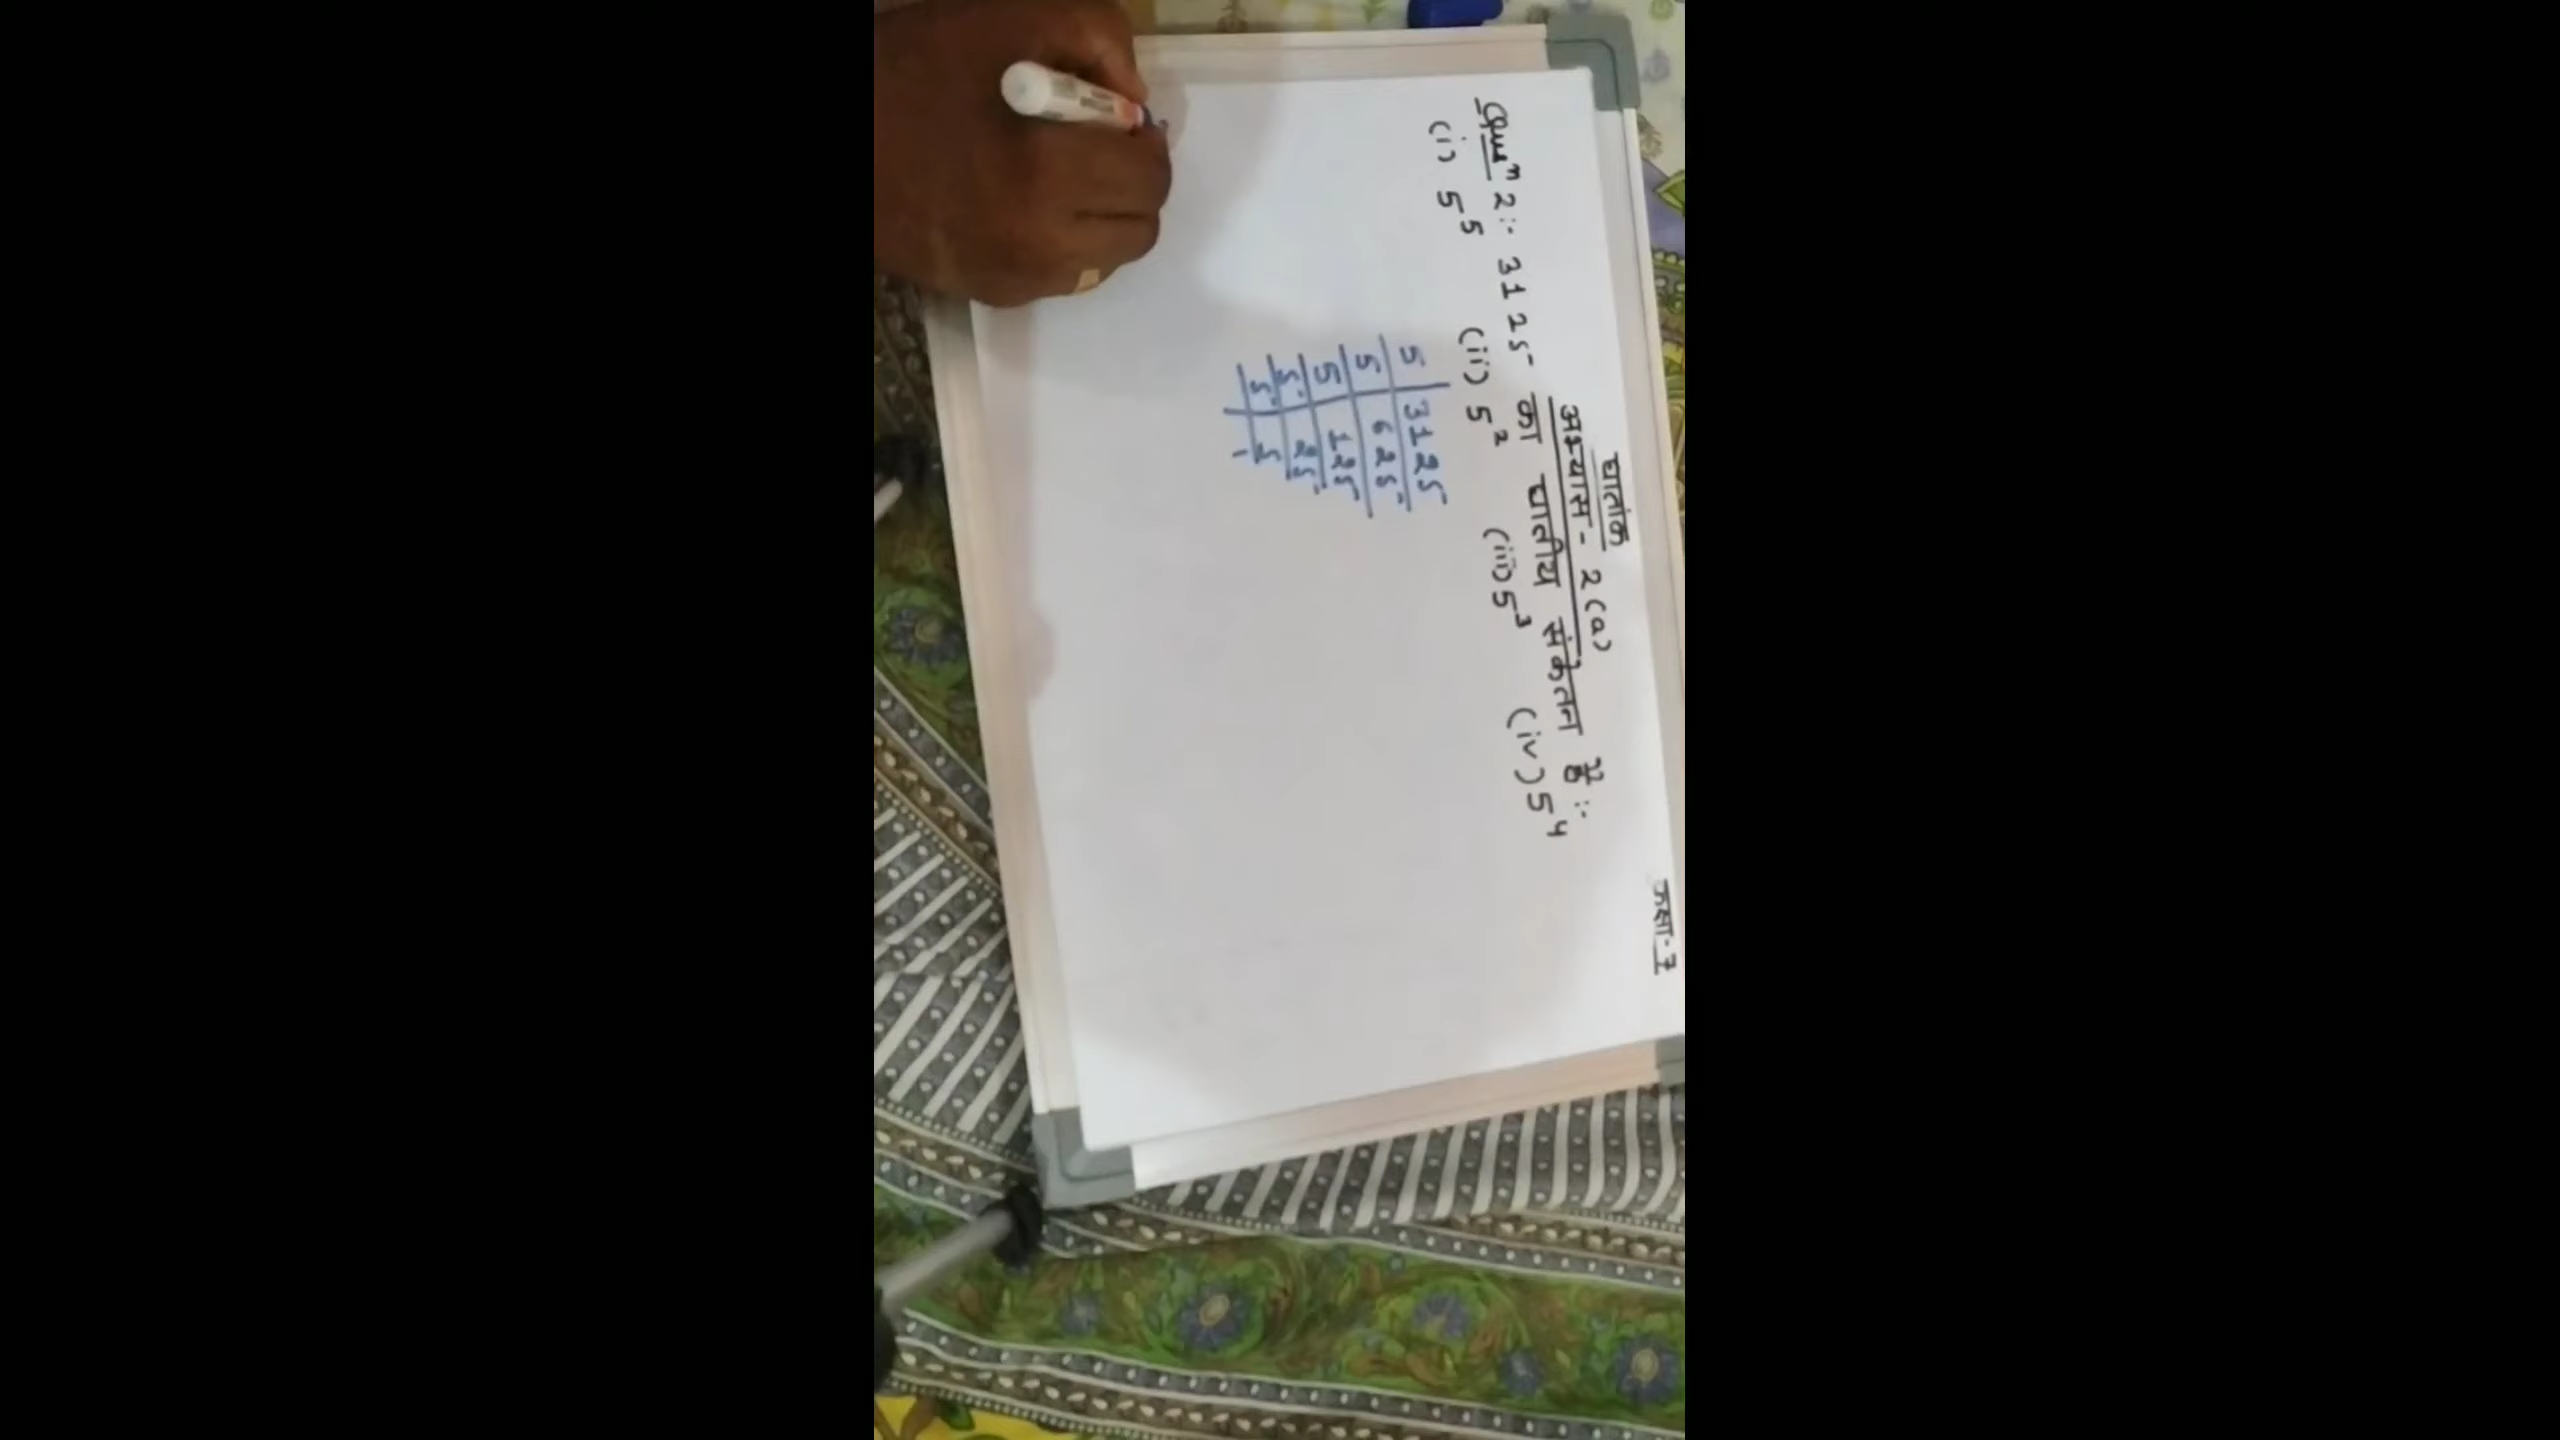 कक्षा-7
घातांक
अभ्यास- 2(a)
Quesⁿ 2:- 3125 का घातीय संकेतन है :-
(i) 5⁵ (ii) 5² (iii) 5³ (iv) 5⁴
5 | 3125
5 | 625
5 | 125
5 | 25
5 | 5
| 1